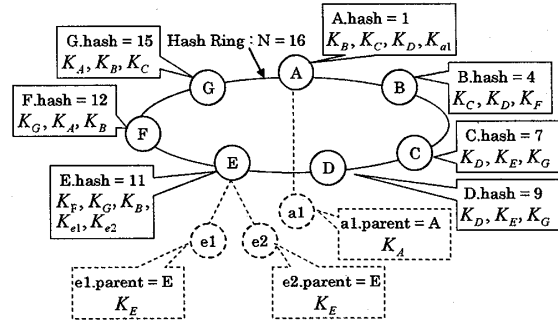 A.hash = 1
K_B, K_C, K_D, K_a1
G.hash = 15
K_A, K_B, K_C
Hash Ring : N = 16
A
G
B
B.hash = 4
K_C, K_D, K_F
F.hash = 12
K_G, K_A, K_B
F
C
C.hash = 7
K_D, K_E, K_G
E
D
E.hash = 11
K_F, K_G, K_B,
K_e1, K_e2
D.hash = 9
K_D, K_E, K_G
a1
a1.parent = A
K_A
e1
e2
e1.parent = E
K_E
e2.parent = E
K_E